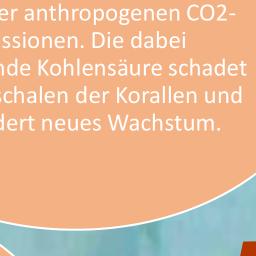 er anthropogenen CO2-
ssionen. Die dabei
nde Kohlensäure schadet
schalen der Korallen und
dert neues Wachstum.